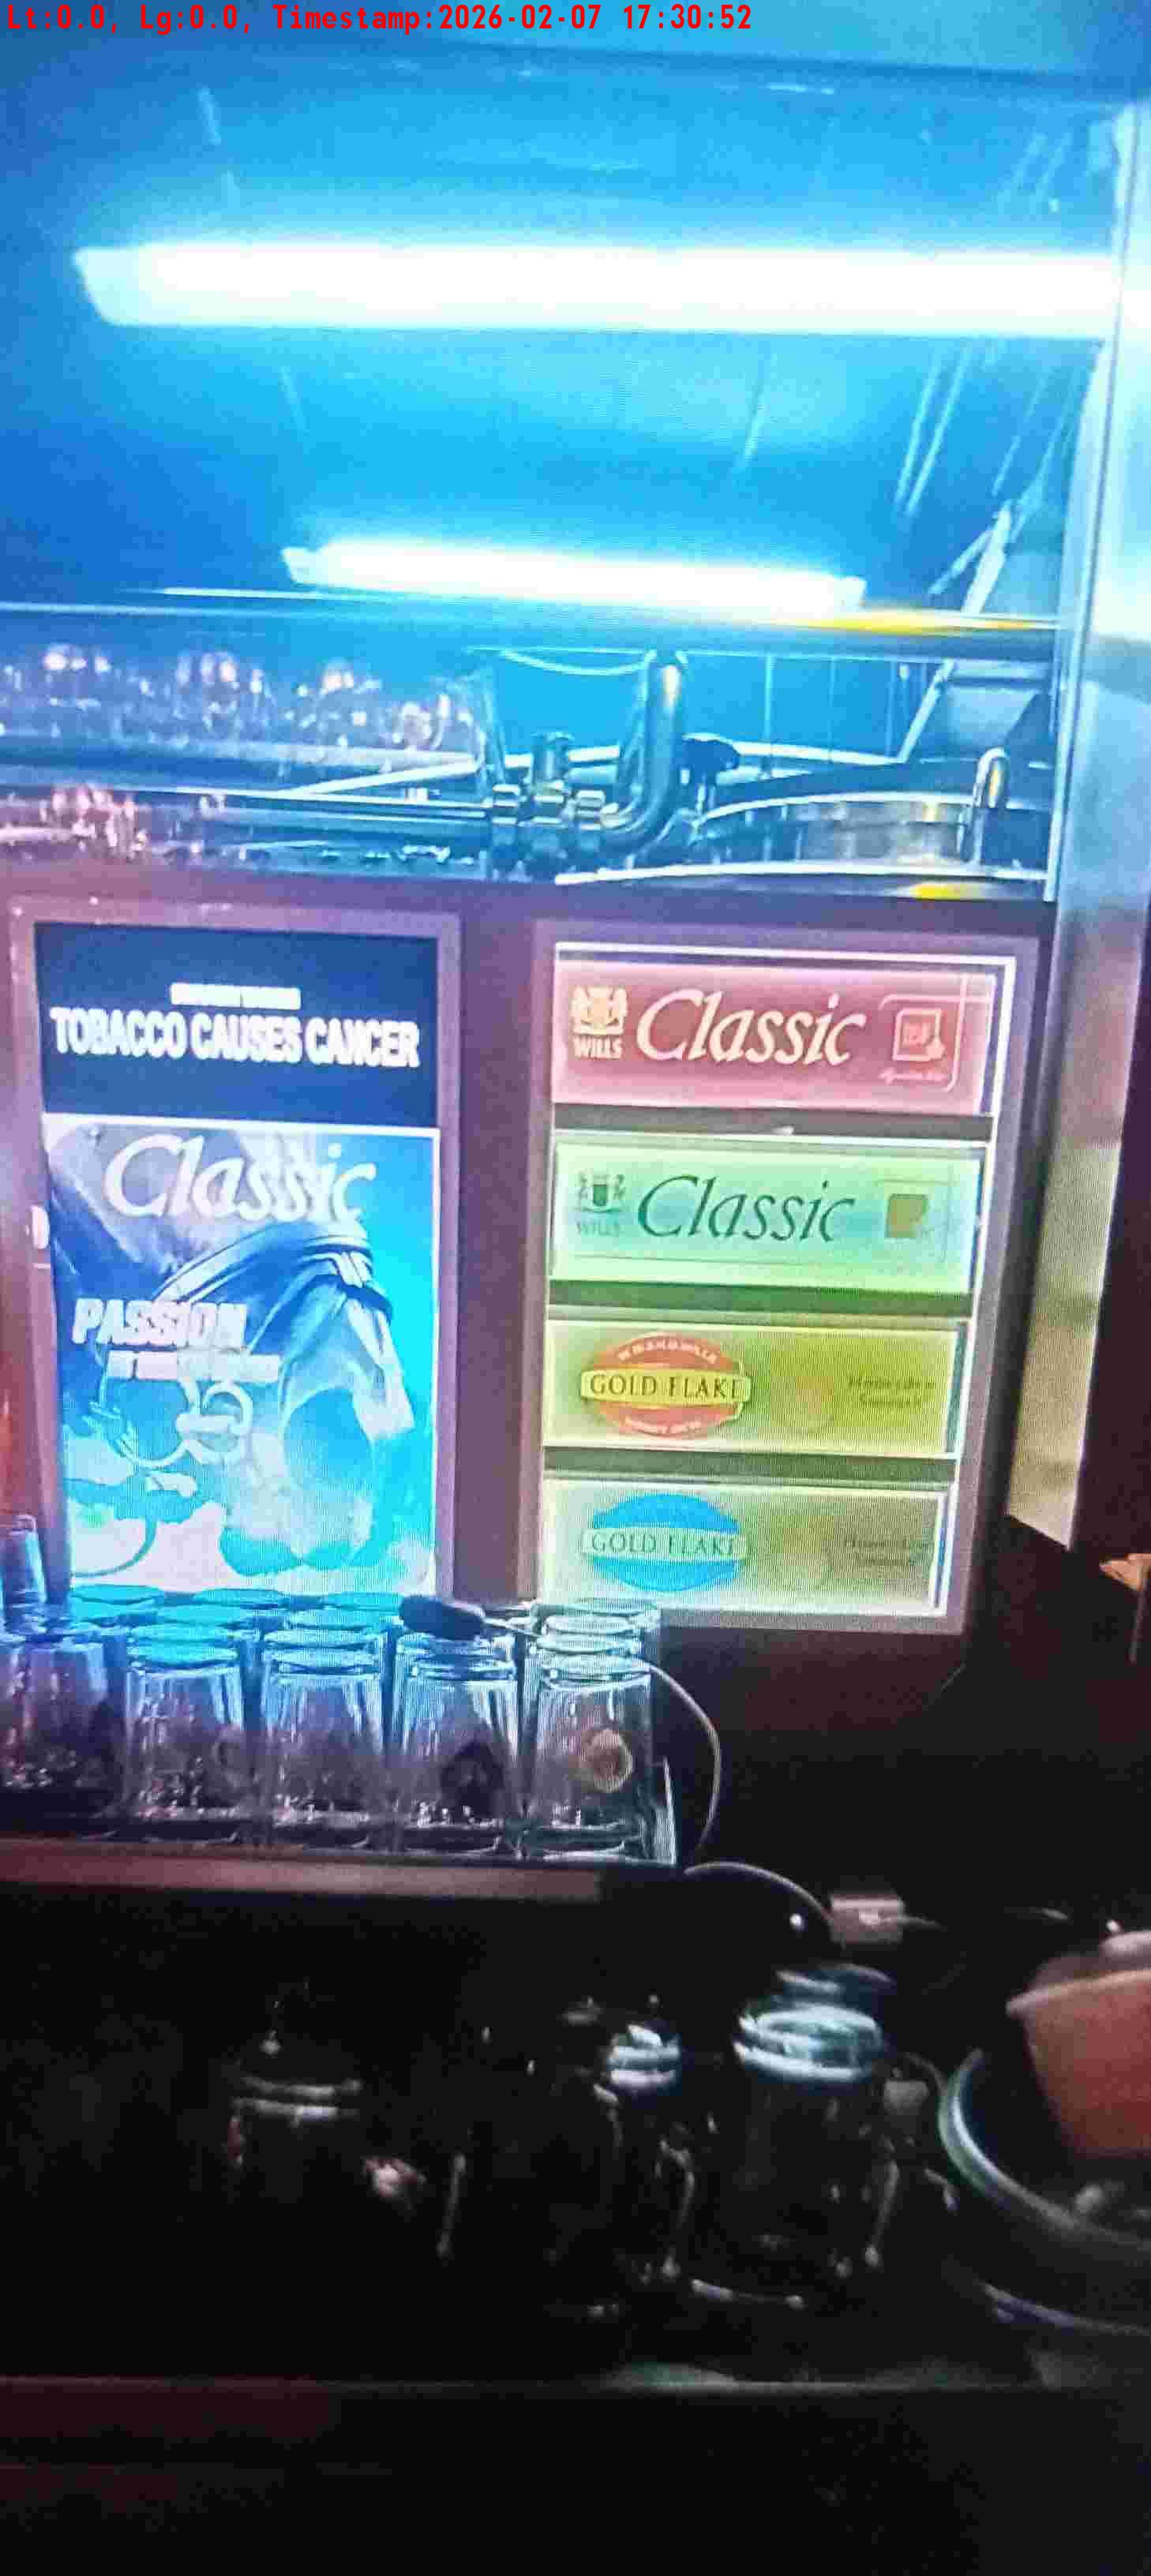 Lt:0.0, Lg:0.0, Timestamp:2026-02-07 17:30:52
TOBACCO CAUSES CANCER
Classic
PASSION
WILLS
Classic
WILLS
Classic
GOLD FLAKE
GOLD FLAKE